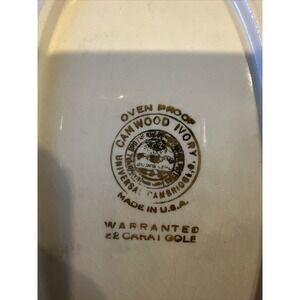 OVEN PROOF
CAMWOOD IVORY
UNIVERSAL CAMBRIDGE, O.
MADE IN U.S.A.
WARRANTED
22 CARAT GOLD